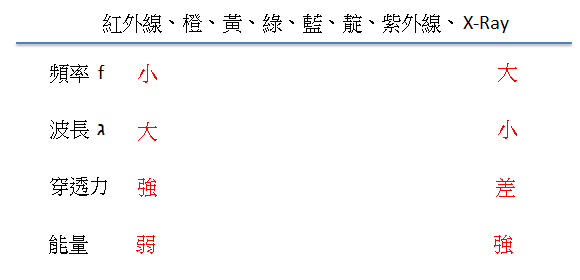 紅外線、橙、黃、綠、藍、靛、紫外線、X-Ray
頻率 f 小 大
波長 λ 大 小
穿透力 強 差
能量 弱 強